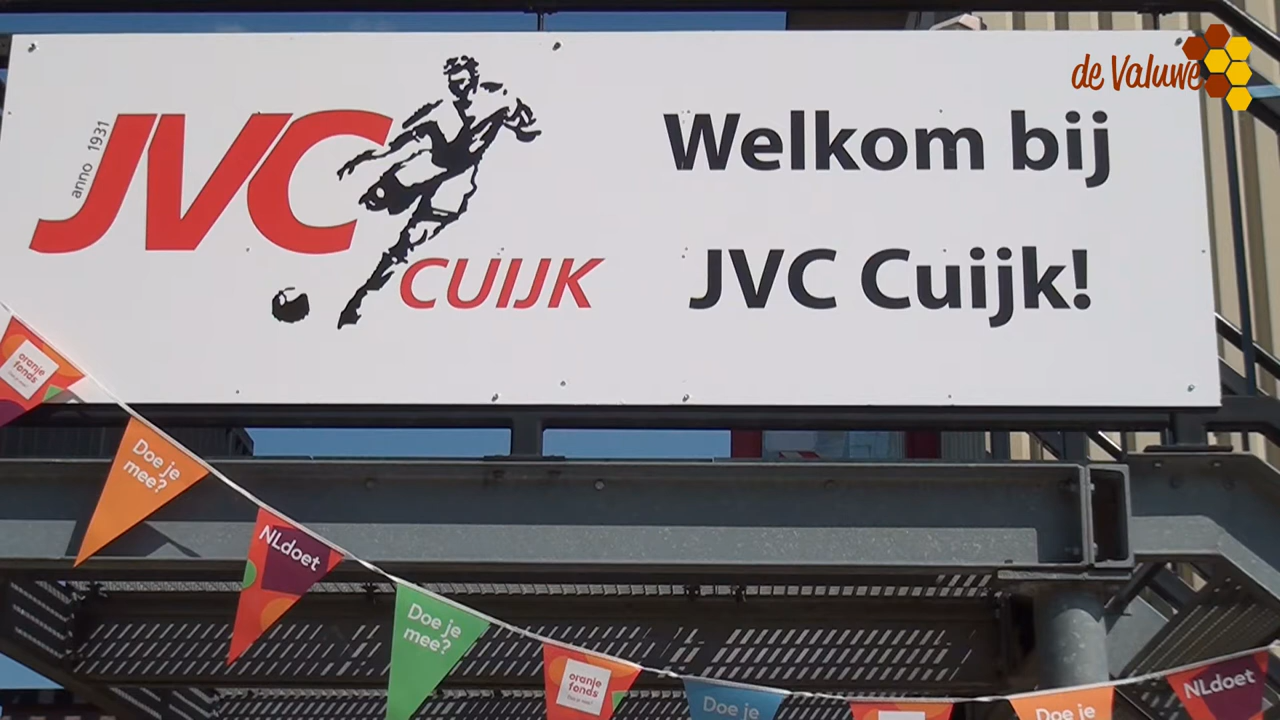 de Valuwe
anno 1931
JVC
CUIJK
Welkom bij
JVC Cuijk!
oranje
fonds
Doe je
mee?
NLdoet
Doe je
mee?
oranje
fonds
Doe je
Doe je
NLdoet